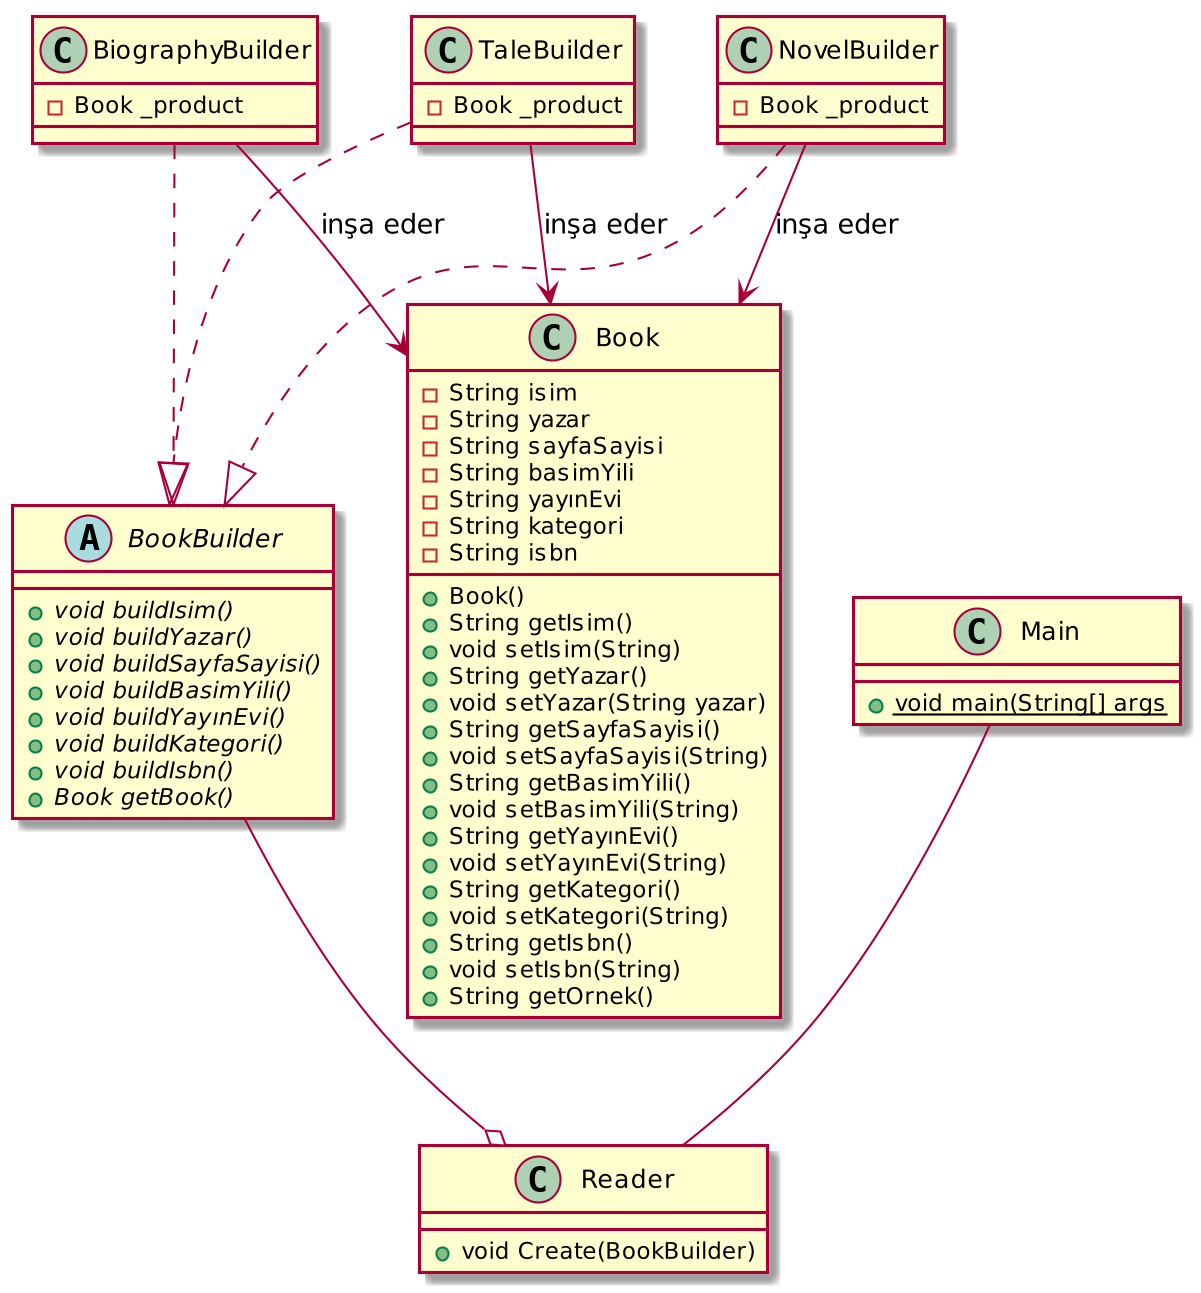 C BiographyBuilder
Book _product
C TaleBuilder
Book _product
C NovelBuilder
Book _product
inşa eder
inşa eder
inşa eder
C Book
String isim
String yazar
String sayfaSayisi
String basimYili
String yayınEvi
String kategori
String isbn
Book()
String getIsim()
void setIsim(String)
String getYazar()
void setYazar(String yazar)
String getSayfaSayisi()
void setSayfaSayisi(String)
String getBasimYili()
void setBasimYili(String)
String getYayınEvi()
void setYayınEvi(String)
String getKategori()
void setKategori(String)
String getIsbn()
void setIsbn(String)
String getOrnek()
A BookBuilder
void buildIsim()
void buildYazar()
void buildSayfaSayisi()
void buildBasimYili()
void buildYayınEvi()
void buildKategori()
void buildIsbn()
Book getBook()
C Main
void main(String[] args
C Reader
void Create(BookBuilder)